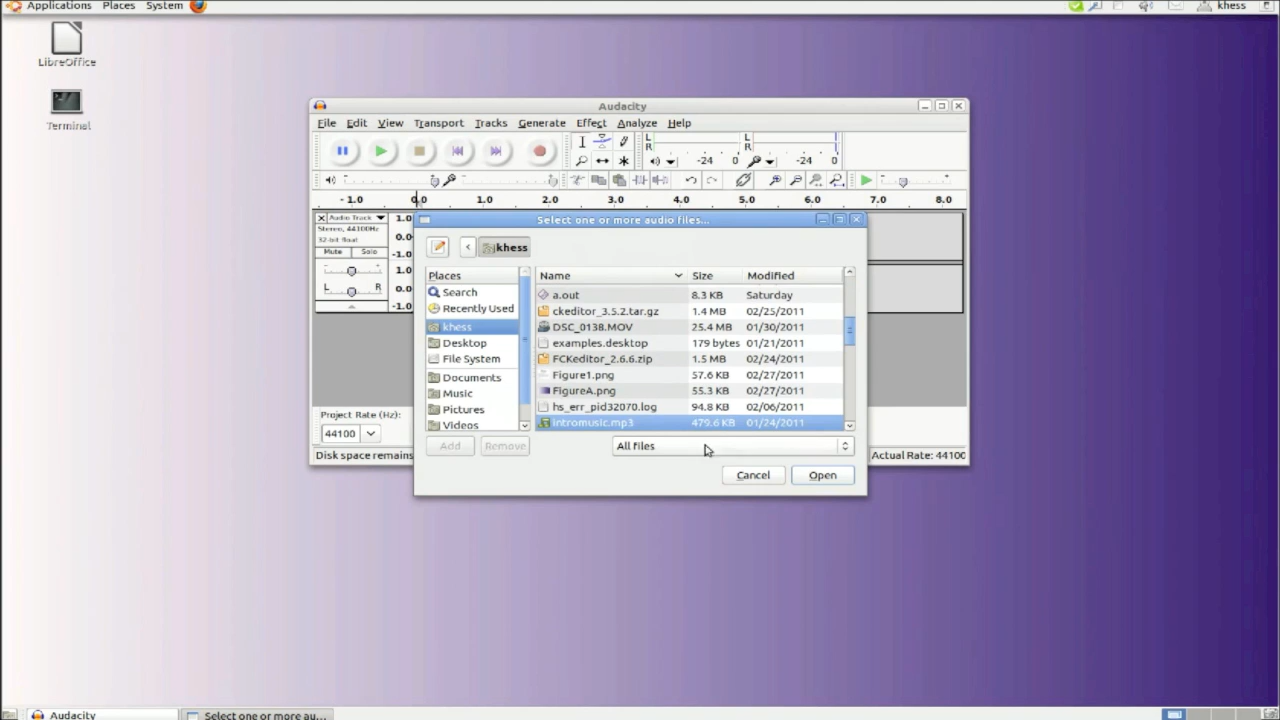 Applications Places System khess
LibreOffice
Terminal
Audacity
File Edit View Transport Tracks Generate Effect Analyze Help
L
R
-24 0
L
R
-24 0
- 1.0 0.0 1.0 2.0 3.0 4.0 5.0 6.0 7.0 8.0
Audio Track 1.0
Stereo, 44100Hz
32-bit float 0.0
Mute Solo -1.0
1.0
L R 0.0
-1.0
Project Rate (Hz):
44100
Disk space remains
Actual Rate: 44100
Select one or more audio files...
khess
Places
Search
Recently Used
khess
Desktop
File System
Documents
Music
Pictures
Videos
Name Size Modified
a.out 8.3 KB Saturday
ckeditor_3.5.2.tar.gz 1.4 MB 02/25/2011
DSC_0138.MOV 25.4 MB 01/30/2011
examples.desktop 179 bytes 01/21/2011
FCKeditor_2.6.6.zip 1.5 MB 02/24/2011
Figure1.png 57.6 KB 02/27/2011
FigureA.png 55.3 KB 02/27/2011
hs_err_pid32070.log 94.8 KB 02/06/2011
intromusic.mp3 479.6 KB 01/24/2011
Add Remove All files
Cancel Open
Audacity Select one or more au...